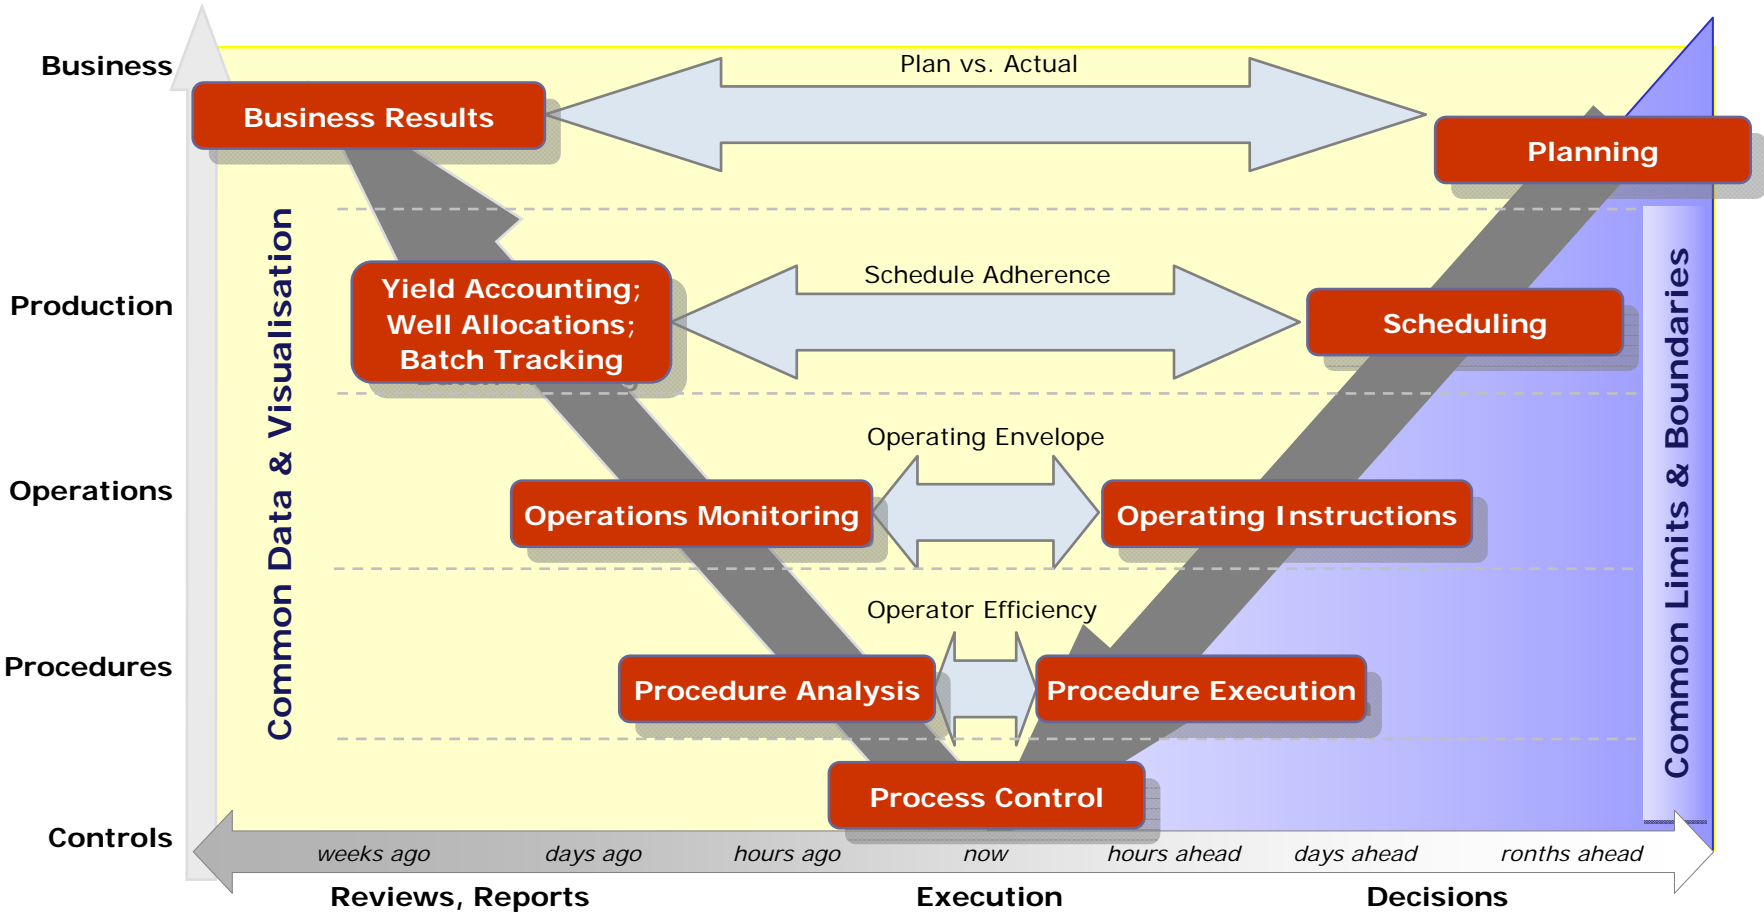 Business
Plan vs. Actual
Business Results
Planning
Common Data & Visualisation
Common Limits & Boundaries
Production
Schedule Adherence
Yield Accounting;
Well Allocations;
Batch Tracking
Scheduling
Operations
Operating Envelope
Operations Monitoring
Operating Instructions
Procedures
Operator Efficiency
Procedure Analysis
Procedure Execution
Process Control
Controls
weeks ago days ago hours ago now hours ahead days ahead ronths ahead
Reviews, Reports Execution Decisions